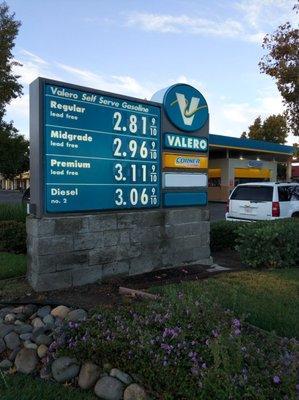 Valero Self Serve Gasoline
Regular
lead free
2.81 9/10
Midgrade
lead free
2.96 9/10
Premium
lead free
3.11 9/10
Diesel
no. 2
3.06 9/10
VALERO
Corner